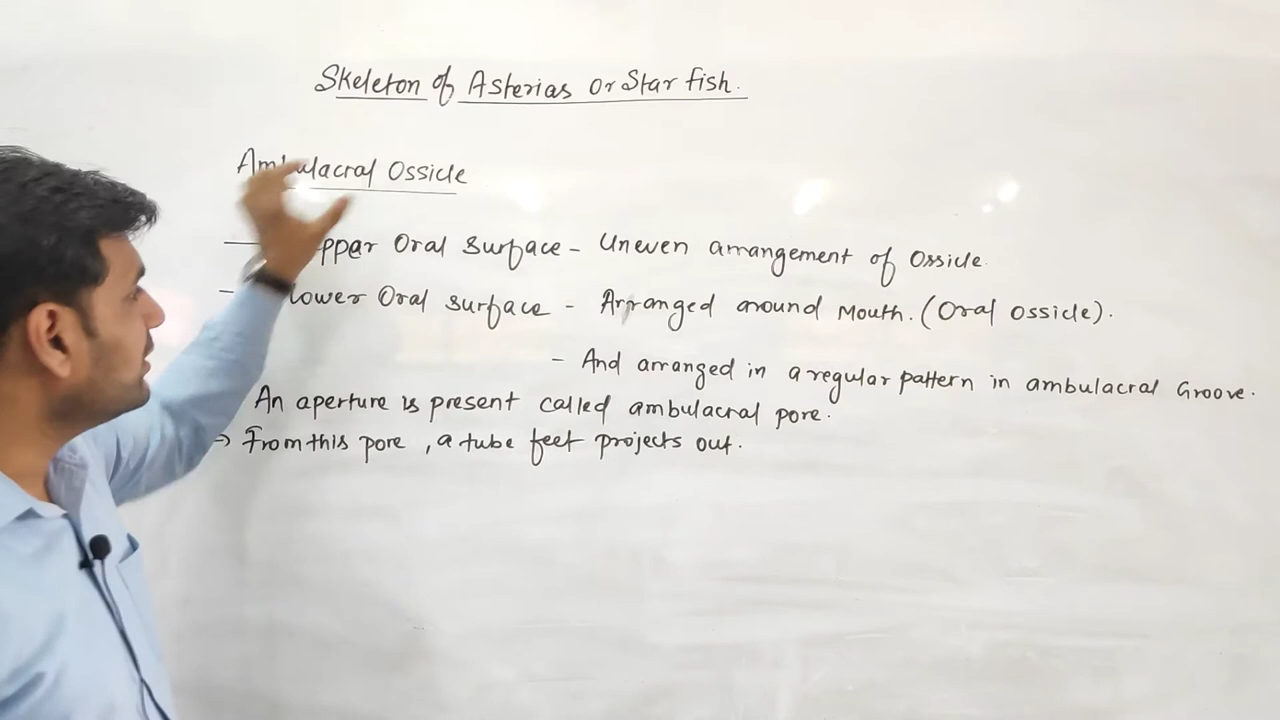 Skeleton of Asterias Or Star fish.
Ambulacral Ossicle
— Uppar Oral Surface - Uneven arrangement of Ossicle.
- Lower Oral surface - Arranged around Mouth. (Oral ossicle).
- And arranged in a regular pattern in ambulacral Groove.
An aperture is present called ambulacral pore.
→ From this pore, a tube feet projects out.